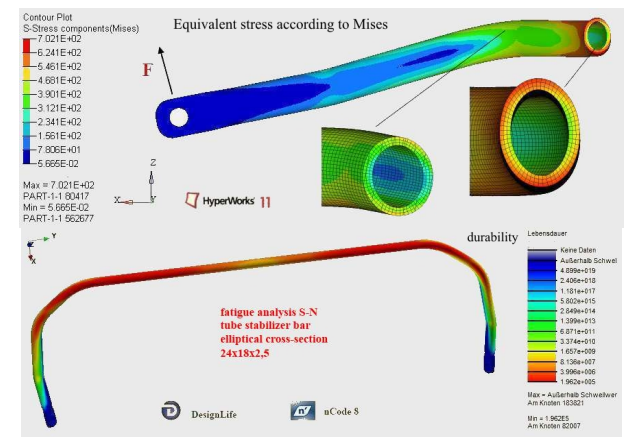 Contour Plot
S-Stress components(Mises)
7.021E+02
6.241E+02
5.461E+02
4.681E+02
3.901E+02
3.121E+02
2.341E+02
1.561E+02
7.806E+01
5.665E-02
Max = 7.021E+02
PART-1-1 80417
Min = 5.665E-02
PART-1-1 562677
Equivalent stress according to Mises
F
Z
X
Y
HyperWorks 11
Y
X
durability
fatigue analysis S-N
tube stabilizer bar
elliptical cross-section
24x18x2,5
DesignLife
nCode 8
Lebensdauer
Keine Daten
Außerhalb Schwel
4.899e+019
2.406e+018
1.181e+017
5.802e+015
2.849e+014
1.399e+013
6.871e+011
3.374e+010
1.657e+009
8.136e+007
3.996e+006
1.962e+005
Max = Außerhalb Schwellwer
Am Knoten 183821
Min = 1.962E5
Am Knoten 82007